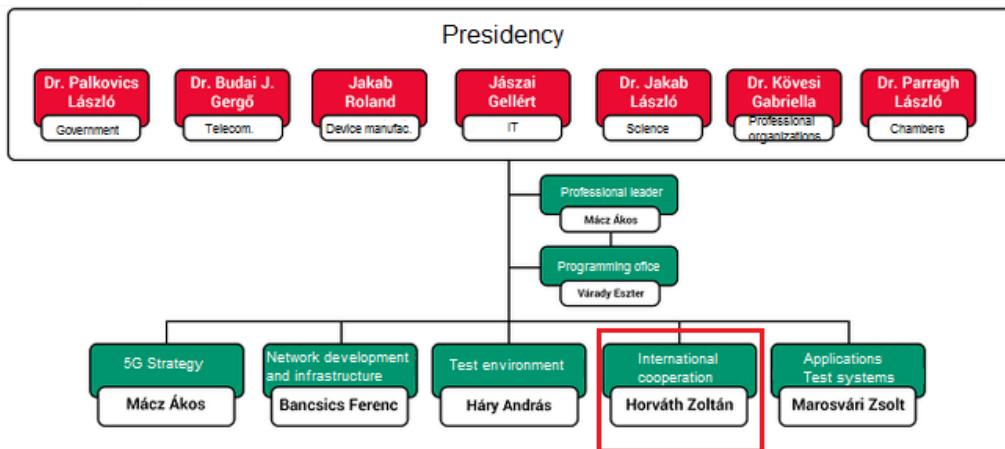 Presidency
Dr. Palkovics
László
Government
Dr. Budai J.
Gergő
Telecom.
Jakab
Roland
Device manufac.
Jászai
Gellért
IT
Dr. Jakab
László
Science
Dr. Kövesi
Gabriella
Professional
organizations
Dr. Parragh
László
Chambers
Professional leader
Mácz Ákos
Programming ofice
Várady Eszter
5G Strategy
Mácz Ákos
Network development
and infrastructure
Bancsics Ferenc
Test environment
Háry András
International
cooperation
Horváth Zoltán
Applications
Test systems
Marosvári Zsolt